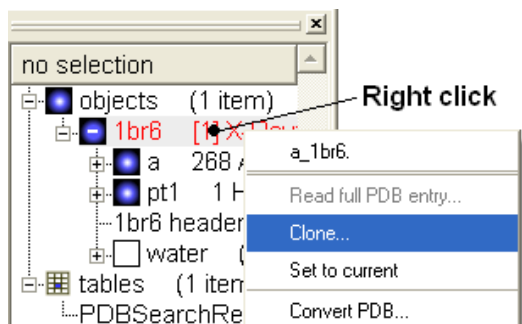 no selection
objects (1 item)
Right click
1br6 [1]
a 268
a_1br6.
pt1 1
Read full PDB entry...
1br6 header
Clone...
water (
Set to current
tables (1 item
PDBSearchRe
Convert PDB...